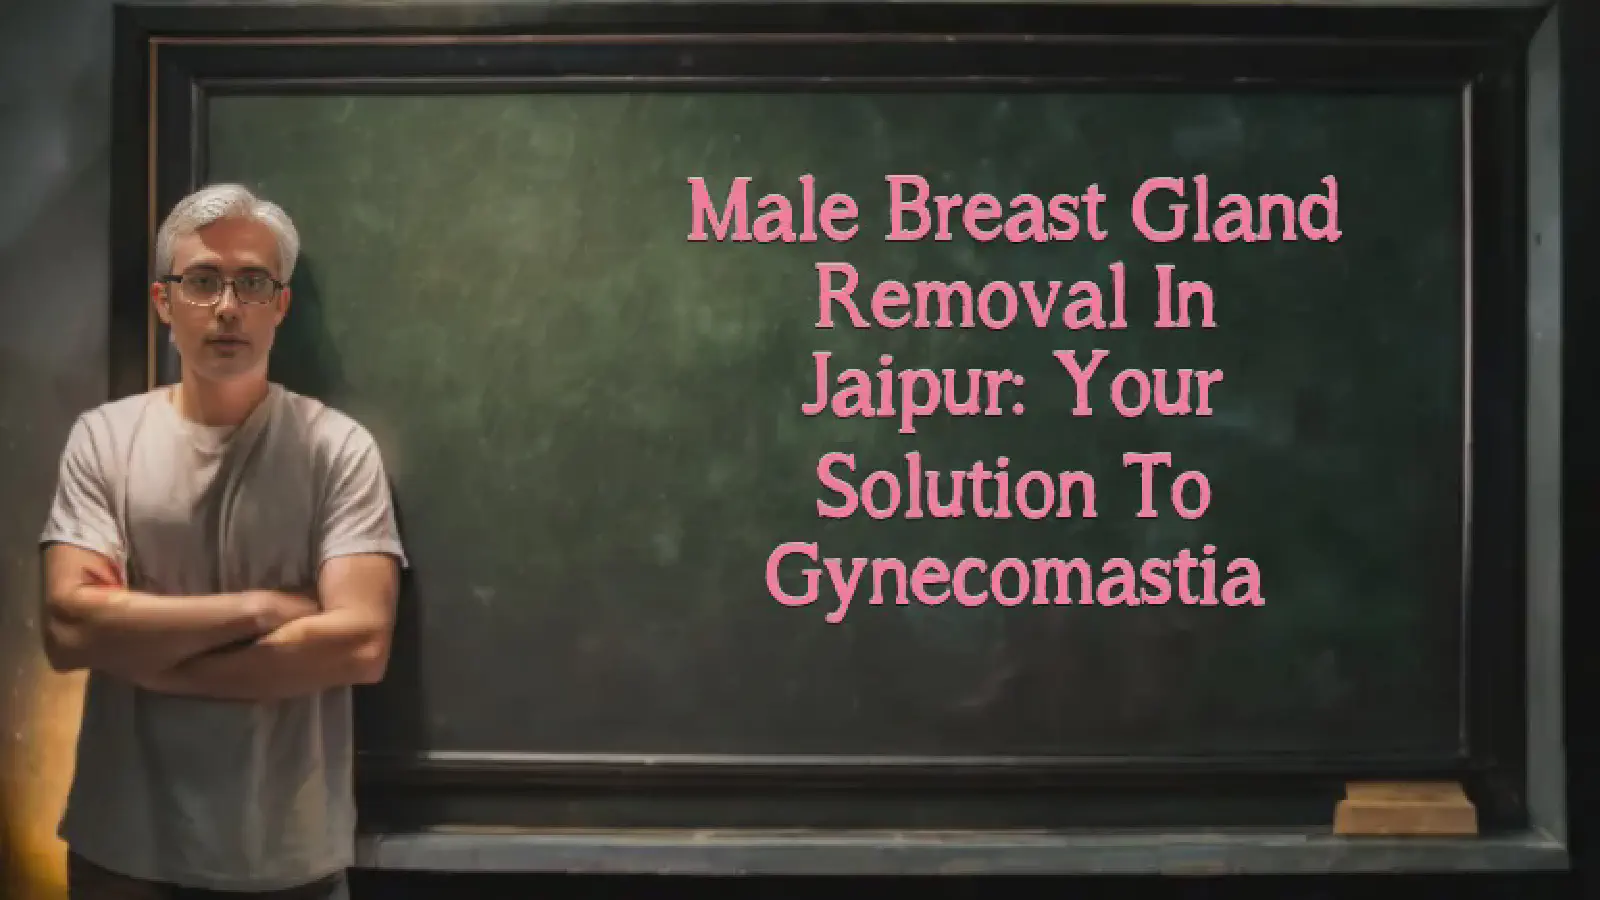 Male Breast Gland
Removal In
Jaipur: Your
Solution To
Gynecomastia